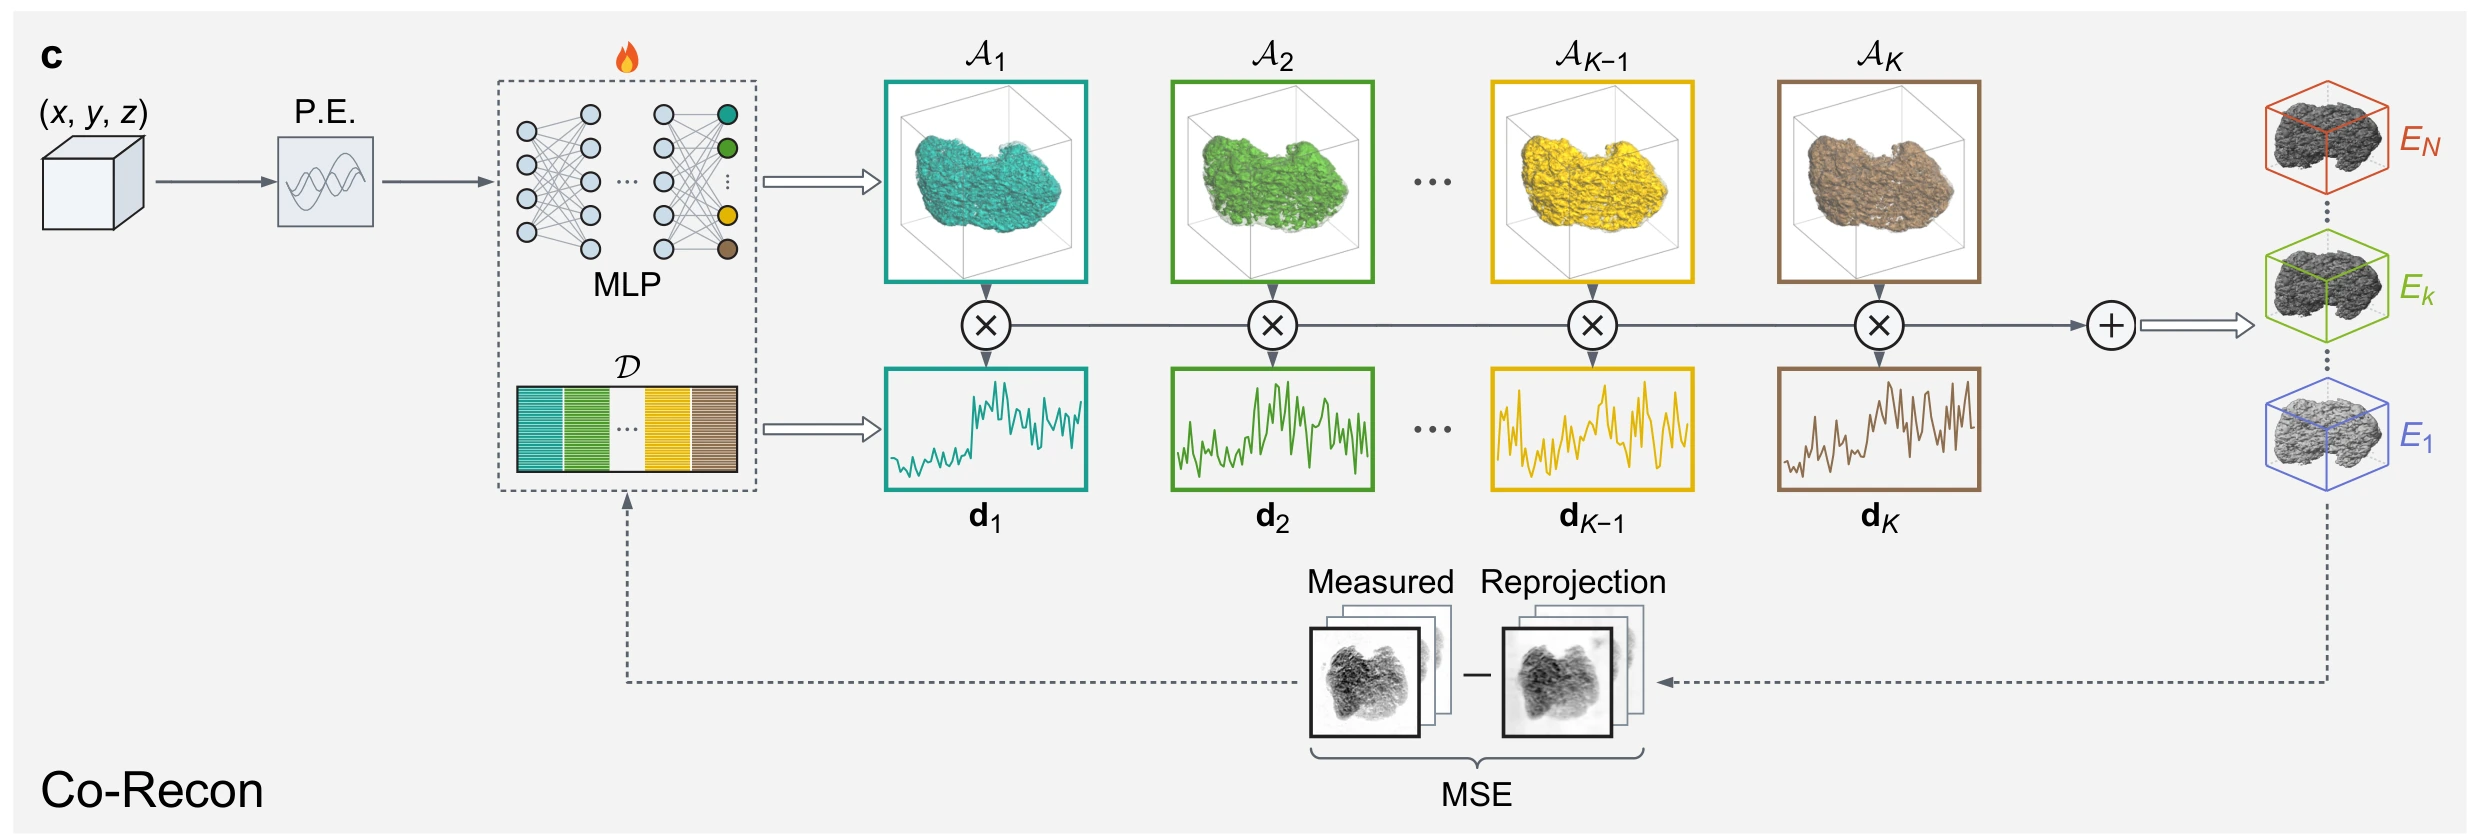 c
(x, y, z)
P.E.
MLP
𝒟
𝒜1
𝒜2
···
𝒜K−1
𝒜K
d1
d2
···
dK−1
dK
EN
Ek
E1
Measured
Reprojection
MSE
Co-Recon